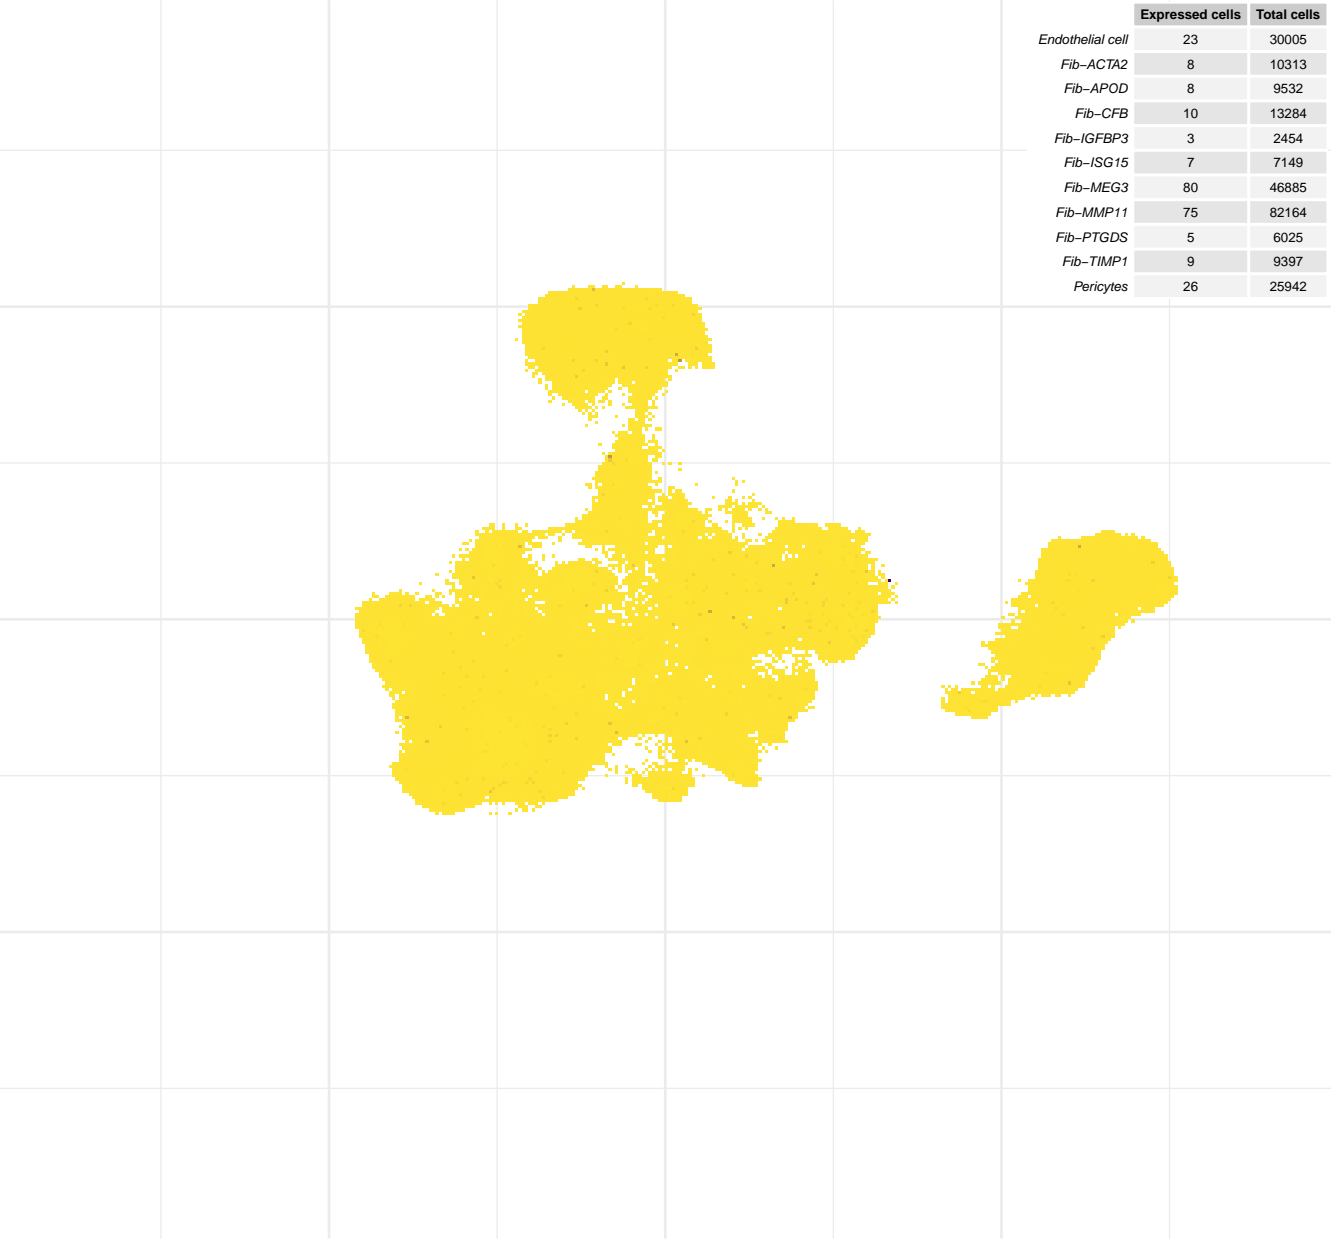 Expressed cells Total cells
Endothelial cell 23 30005
Fib−ACTA2 8 10313
Fib−APOD 8 9532
Fib−CFB 10 13284
Fib−IGFBP3 3 2454
Fib−ISG15 7 7149
Fib−MEG3 80 46885
Fib−MMP11 75 82164
Fib−PTGDS 5 6025
Fib−TIMP1 9 9397
Pericytes 26 25942